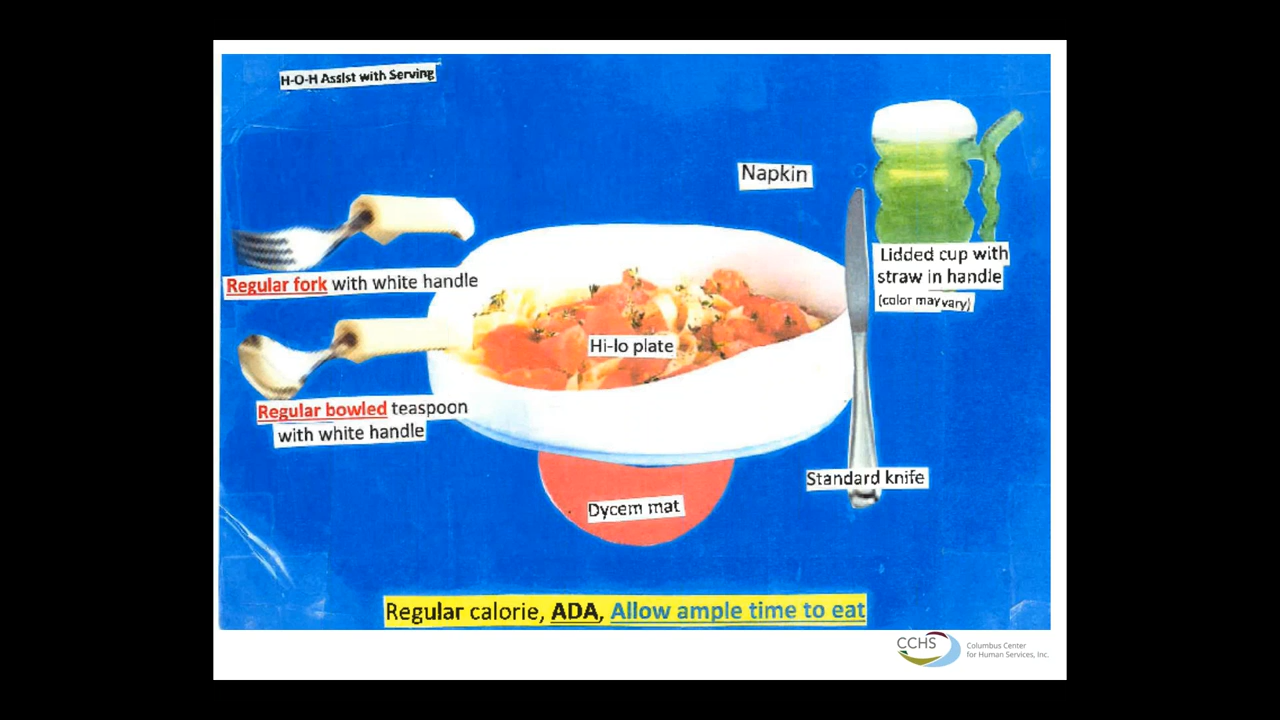 H-O-H Assist with Serving
Napkin
Lidded cup with
straw in handle
(color may vary)
Regular fork with white handle
Hi-lo plate
Regular bowled teaspoon
with white handle
Standard knife
Dycem mat
Regular calorie, ADA, Allow ample time to eat
CCHS
Columbus Center
for Human Services, Inc.